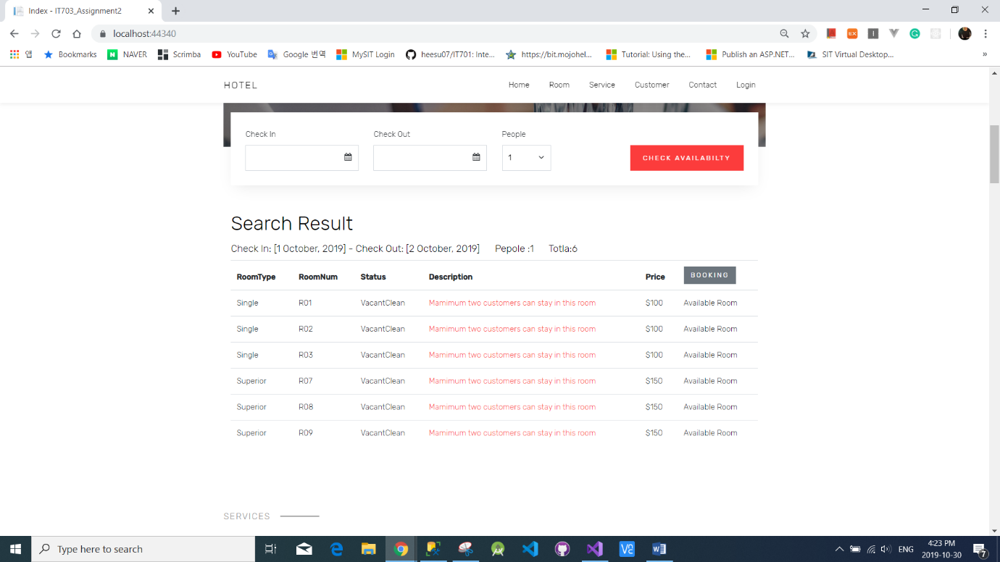 Index - IT703_Assignment2
localhost:44340
앱 Bookmarks NAVER Scrimba YouTube Google 번역 MySIT Login heesu07/IT701: Inte... https://bit.mojohel... Tutorial: Using the... Publish an ASP.NET... SIT Virtual Desktop... »
HOTEL Home Room Service Customer Contact Login
Check In Check Out People
1 CHECK AVAILABILTY
Search Result
Check In: [1 October, 2019] - Check Out: [2 October, 2019] Pepole :1 Totla:6
RoomType RoomNum Status Description Price BOOKING
Single R01 VacantClean Mamimum two customers can stay in this room $100 Available Room
Single R02 VacantClean Mamimum two customers can stay in this room $100 Available Room
Single R03 VacantClean Mamimum two customers can stay in this room $100 Available Room
Superior R07 VacantClean Mamimum two customers can stay in this room $150 Available Room
Superior R08 VacantClean Mamimum two customers can stay in this room $150 Available Room
Superior R09 VacantClean Mamimum two customers can stay in this room $150 Available Room
SERVICES
Type here to search
ENG
4:23 PM
2019-10-30
7